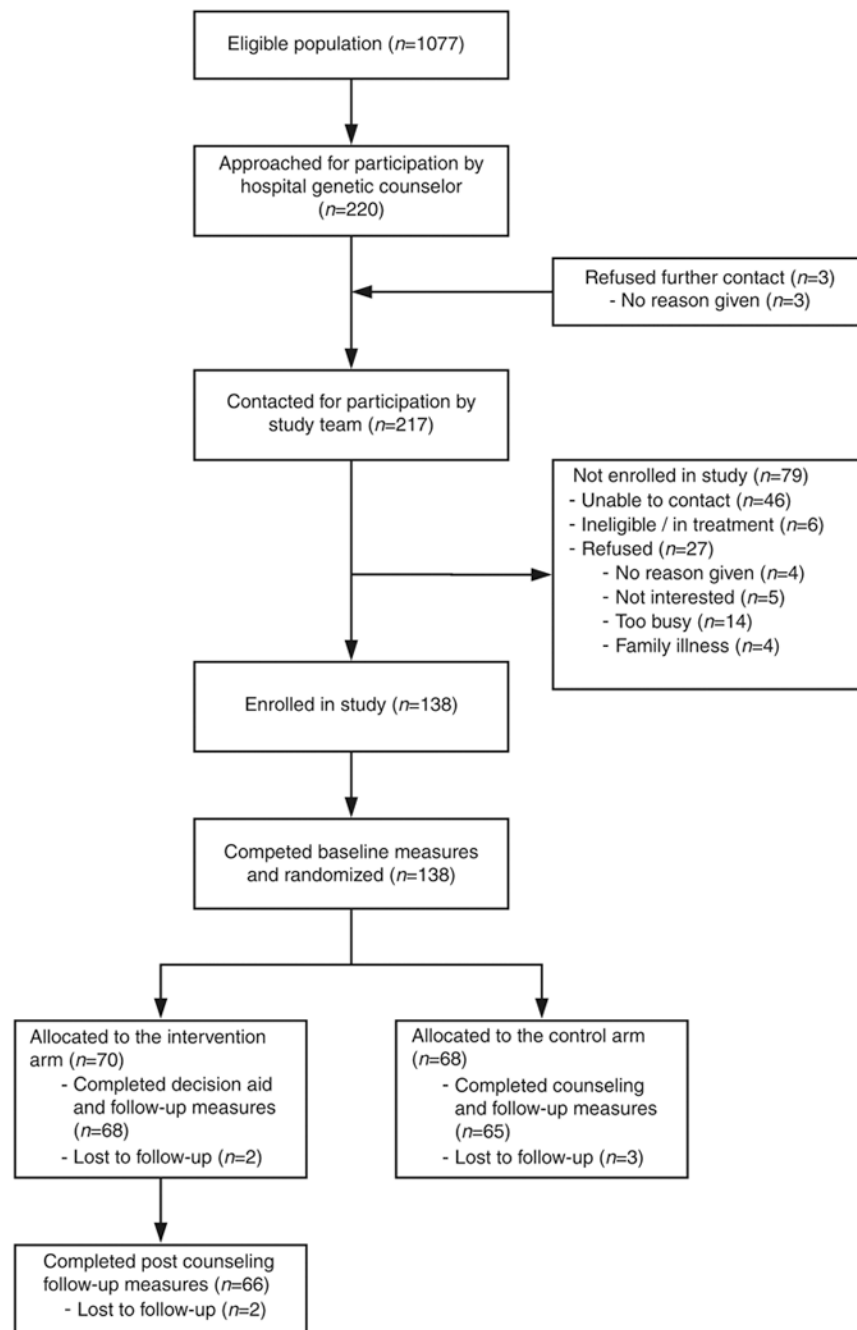 Eligible population (n=1077)
Approached for participation by
hospital genetic counselor
(n=220)
Refused further contact (n=3)
- No reason given (n=3)
Contacted for participation by
study team (n=217)
Not enrolled in study (n=79)
- Unable to contact (n=46)
- Ineligible / in treatment (n=6)
- Refused (n=27)
- No reason given (n=4)
- Not interested (n=5)
- Too busy (n=14)
- Family illness (n=4)
Enrolled in study (n=138)
Competed baseline measures
and randomized (n=138)
Allocated to the intervention
arm (n=70)
- Completed decision aid
and follow-up measures
(n=68)
- Lost to follow-up (n=2)
Allocated to the control arm
(n=68)
- Completed counseling
and follow-up measures
(n=65)
- Lost to follow-up (n=3)
Completed post counseling
follow-up measures (n=66)
- Lost to follow-up (n=2)